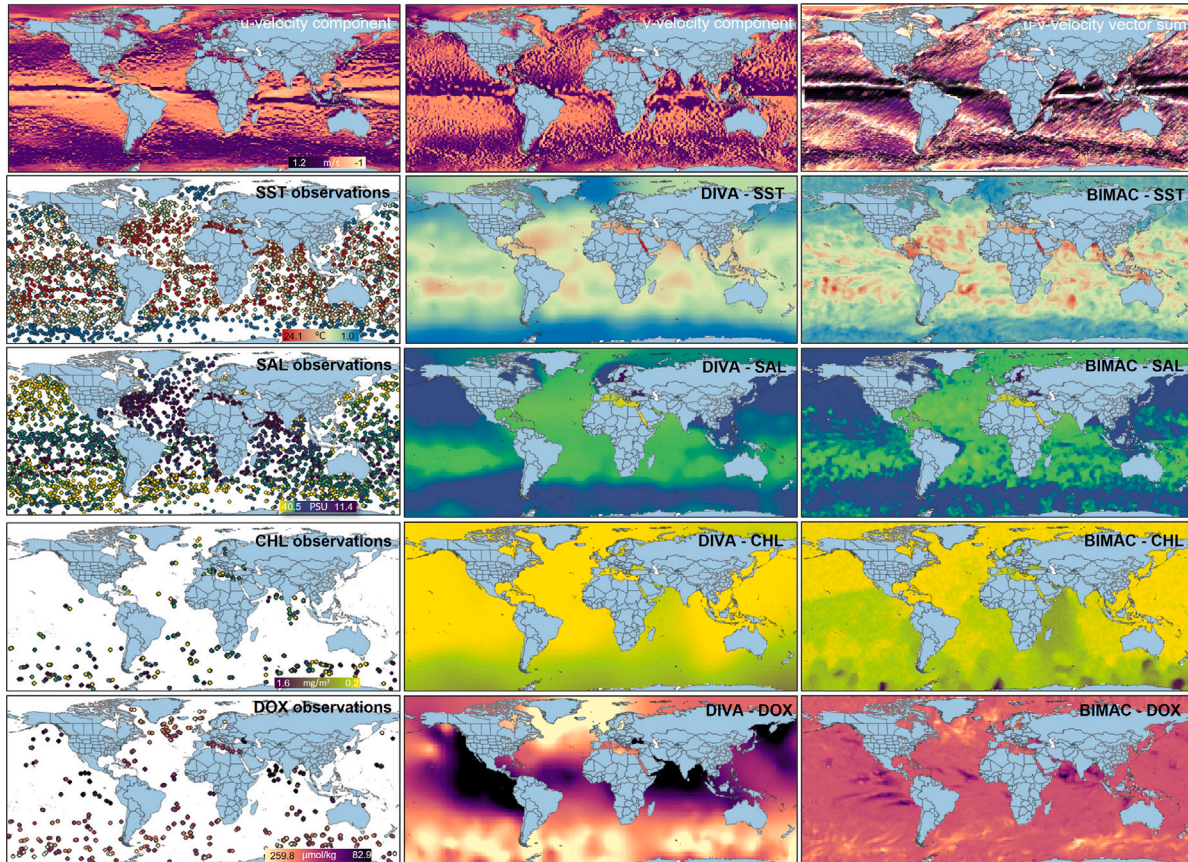 u-velocity component
v-velocity component
u-v-velocity vector sum
1.2 m/s -1
SST observations
DIVA - SST
BIMAC - SST
24.1 °C 1.0
SAL observations
DIVA - SAL
BIMAC - SAL
40.5 PSU 11.4
CHL observations
DIVA - CHL
BIMAC - CHL
1.6 mg/m³ 0.2
DOX observations
DIVA - DOX
BIMAC - DOX
259.8 µmol/kg 82.9